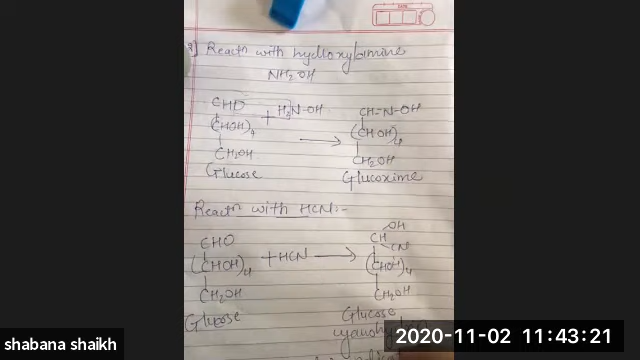 Reactn with hydroxylamine
NH2OH
CHO + H2N-OH → CH=N-OH
(CHOH)4 (CHOH)4
CH2OH CH2OH
Glucose Glucoxime
Reactn with HCN:-
OH
CHO CH
CN
(CHOH)4 +HCN → (CHOH)4
CH2OH CH2OH
Glucose Glucose
shabana shaikh
2020-11-02 11:43:21